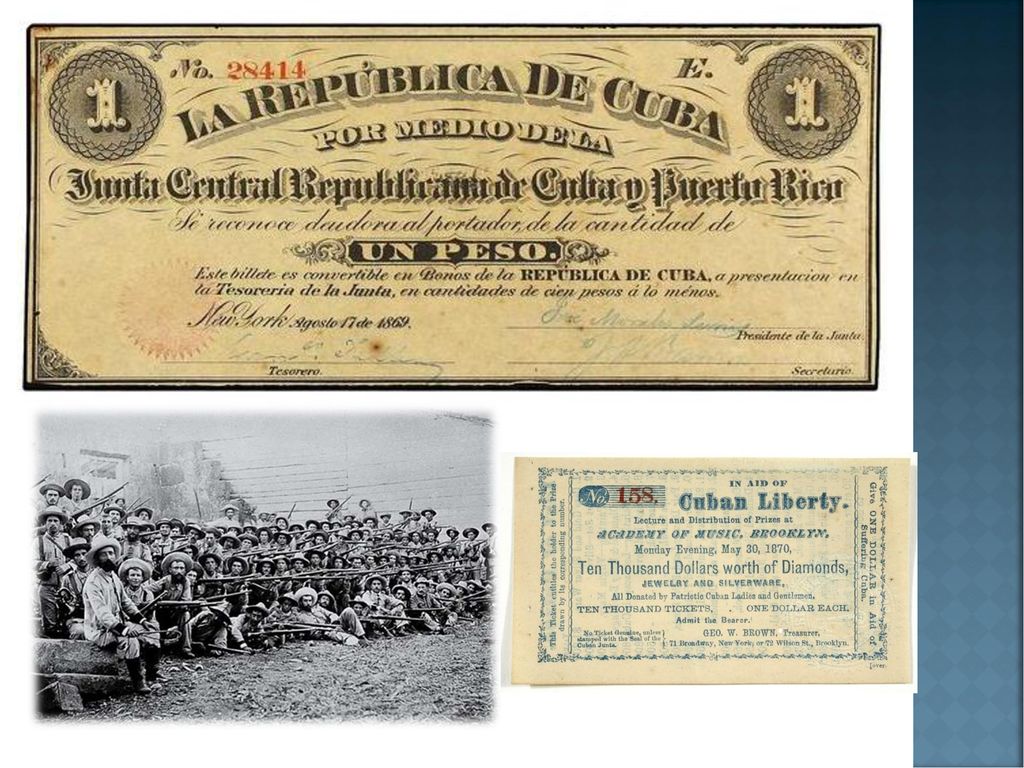 1
No. 28414
E.
1
LA REPÚBLICA DE CUBA
POR MEDIO DE LA
Junta Central Republicana de Cuba y Puerto Rico
Se reconoce deudora al portador, de la cantidad de
UN PESO.
Este billete es convertible en Bonos de la REPÚBLICA DE CUBA, a presentacion en
la Tesoreria de la Junta, en cantidades de cien pesos á lo ménos.
New York Agosto 17 de 1869.
Presidente de la Junta.
Tesorero.
Secretario.
This Ticket entitles the holder to the Prize
drawn by its corresponding number.
No 158.
IN AID OF
Cuban Liberty.
Lecture and Distribution of Prizes at
ACADEMY OF MUSIC, BROOKLYN,
Monday Evening, May 30, 1870,
Ten Thousand Dollars worth of Diamonds,
JEWELRY AND SILVERWARE,
All Donated by Patriotic Cuban Ladies and Gentlemen.
TEN THOUSAND TICKETS, . ONE DOLLAR EACH.
Admit the Bearer.
No Ticket Genuine, unless
stamped with the Seal of the
Cuban Junta.
GEO. W. BROWN, Treasurer,
71 Broadway, New York; or 72 Wilson St., Brooklyn.
Give ONE DOLLAR in Aid of
Suffering Cuba.
[over.